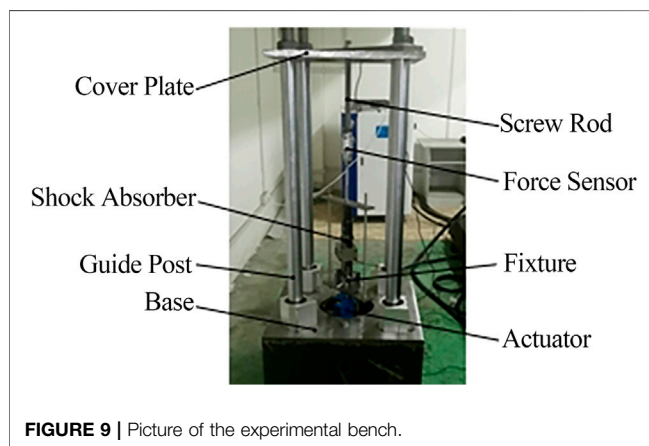 Cover Plate
Screw Rod
Force Sensor
Shock Absorber
Guide Post
Fixture
Base
Actuator
FIGURE 9 | Picture of the experimental bench.